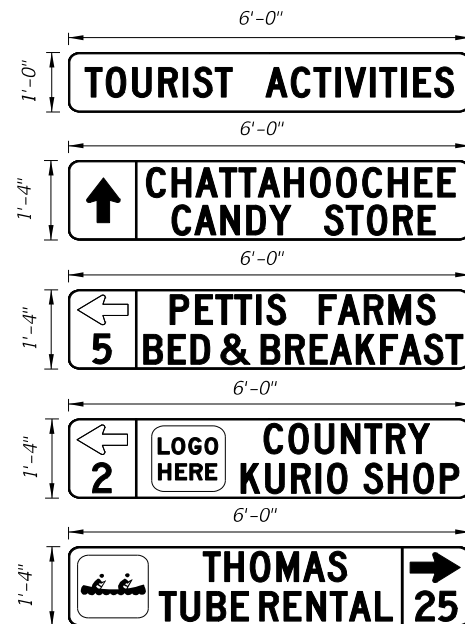 6'-0"
1'-0"
TOURIST ACTIVITIES
6'-0"
1'-4"
CHATTAHOOCHEE
CANDY STORE
6'-0"
1'-4"
PETTIS FARMS
5 BED & BREAKFAST
6'-0"
1'-4"
LOGO
HERE
COUNTRY
2 KURIO SHOP
6'-0"
1'-4"
THOMAS
TUBE RENTAL 25